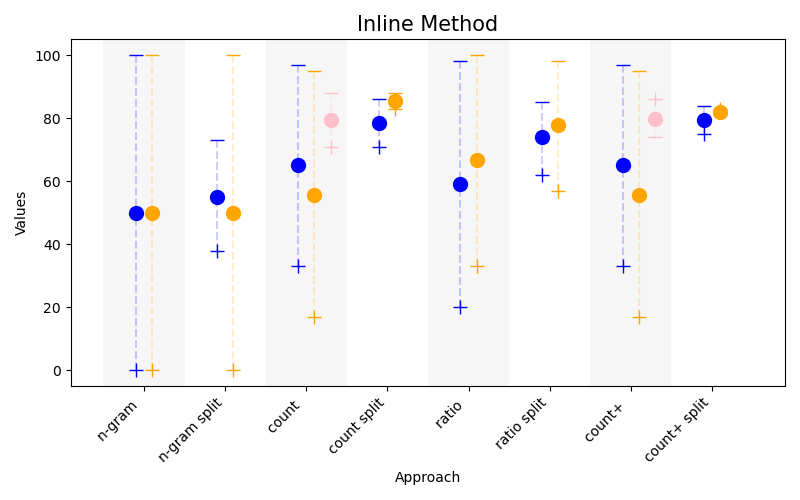 Inline Method
Values
100
80
60
40
20
0
n-gram
n-gram split
count
count split
ratio
ratio split
count+
count+ split
Approach